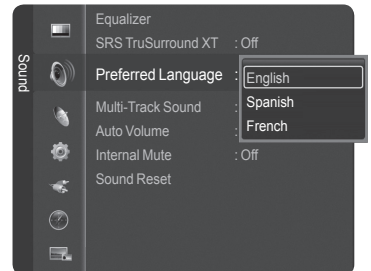 Sound
Equalizer
SRS TruSurround XT : Off
Preferred Language :
English
Spanish
French
Multi-Track Sound :
Auto Volume :
Internal Mute : Off
Sound Reset